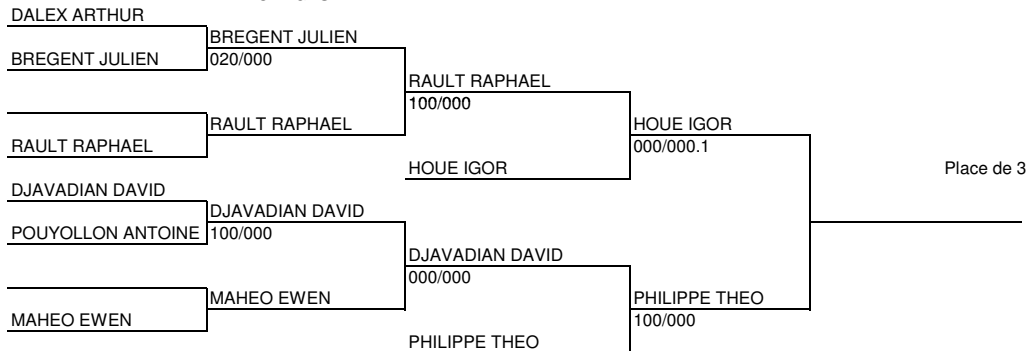 DALEX ARTHUR
BREGENT JULIEN
BREGENT JULIEN
020/000
RAULT RAPHAEL
100/000
RAULT RAPHAEL
RAULT RAPHAEL
HOUE IGOR
000/000.1
HOUE IGOR
Place de 3
DJAVADIAN DAVID
DJAVADIAN DAVID
POUYOLLON ANTOINE
100/000
DJAVADIAN DAVID
000/000
MAHEO EWEN
MAHEO EWEN
PHILIPPE THEO
100/000
PHILIPPE THEO